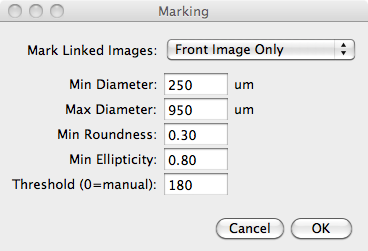 Marking
Mark Linked Images: Front Image Only
Min Diameter: 250 um
Max Diameter: 950 um
Min Roundness: 0.30
Min Ellipticity: 0.80
Threshold (0=manual): 180
Cancel OK